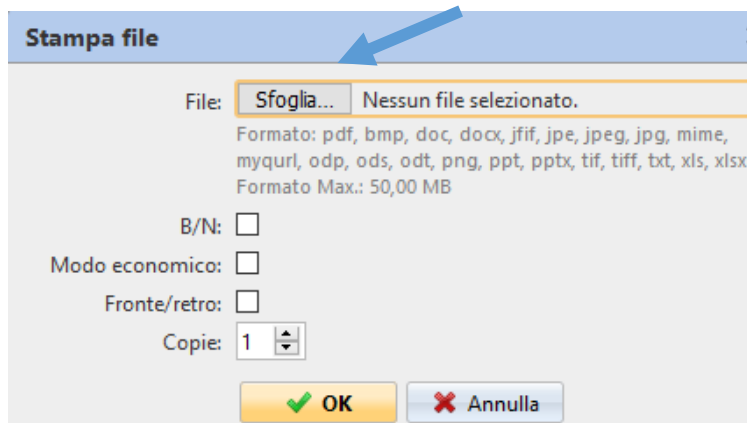 Stampa file
File: Sfoglia... Nessun file selezionato.
Formato: pdf, bmp, doc, docx, jfif, jpe, jpeg, jpg, mime,
myqurl, odp, ods, odt, png, ppt, pptx, tif, tiff, txt, xls, xlsx
Formato Max.: 50,00 MB
B/N:
Modo economico:
Fronte/retro:
Copie: 1
OK Annulla